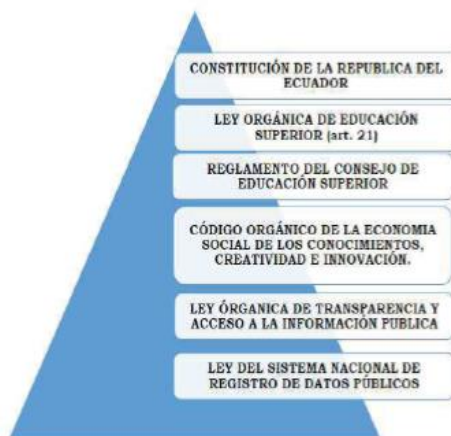 CONSTITUCIÓN DE LA REPUBLICA DEL
ECUADOR
LEY ORGÁNICA DE EDUCACIÓN
SUPERIOR (art. 21)
REGLAMENTO DEL CONSEJO DE
EDUCACIÓN SUPERIOR
CÓDIGO ORGÁNICO DE LA ECONOMIA
SOCIAL DE LOS CONOCIMIENTOS,
CREATIVIDAD E INNOVACIÓN.
LEY ÓRGANICA DE TRANSPARENCIA Y
ACCESO A LA INFORMACIÓN PUBLICA
LEY DEL SISTEMA NACIONAL DE
REGISTRO DE DATOS PÚBLICOS